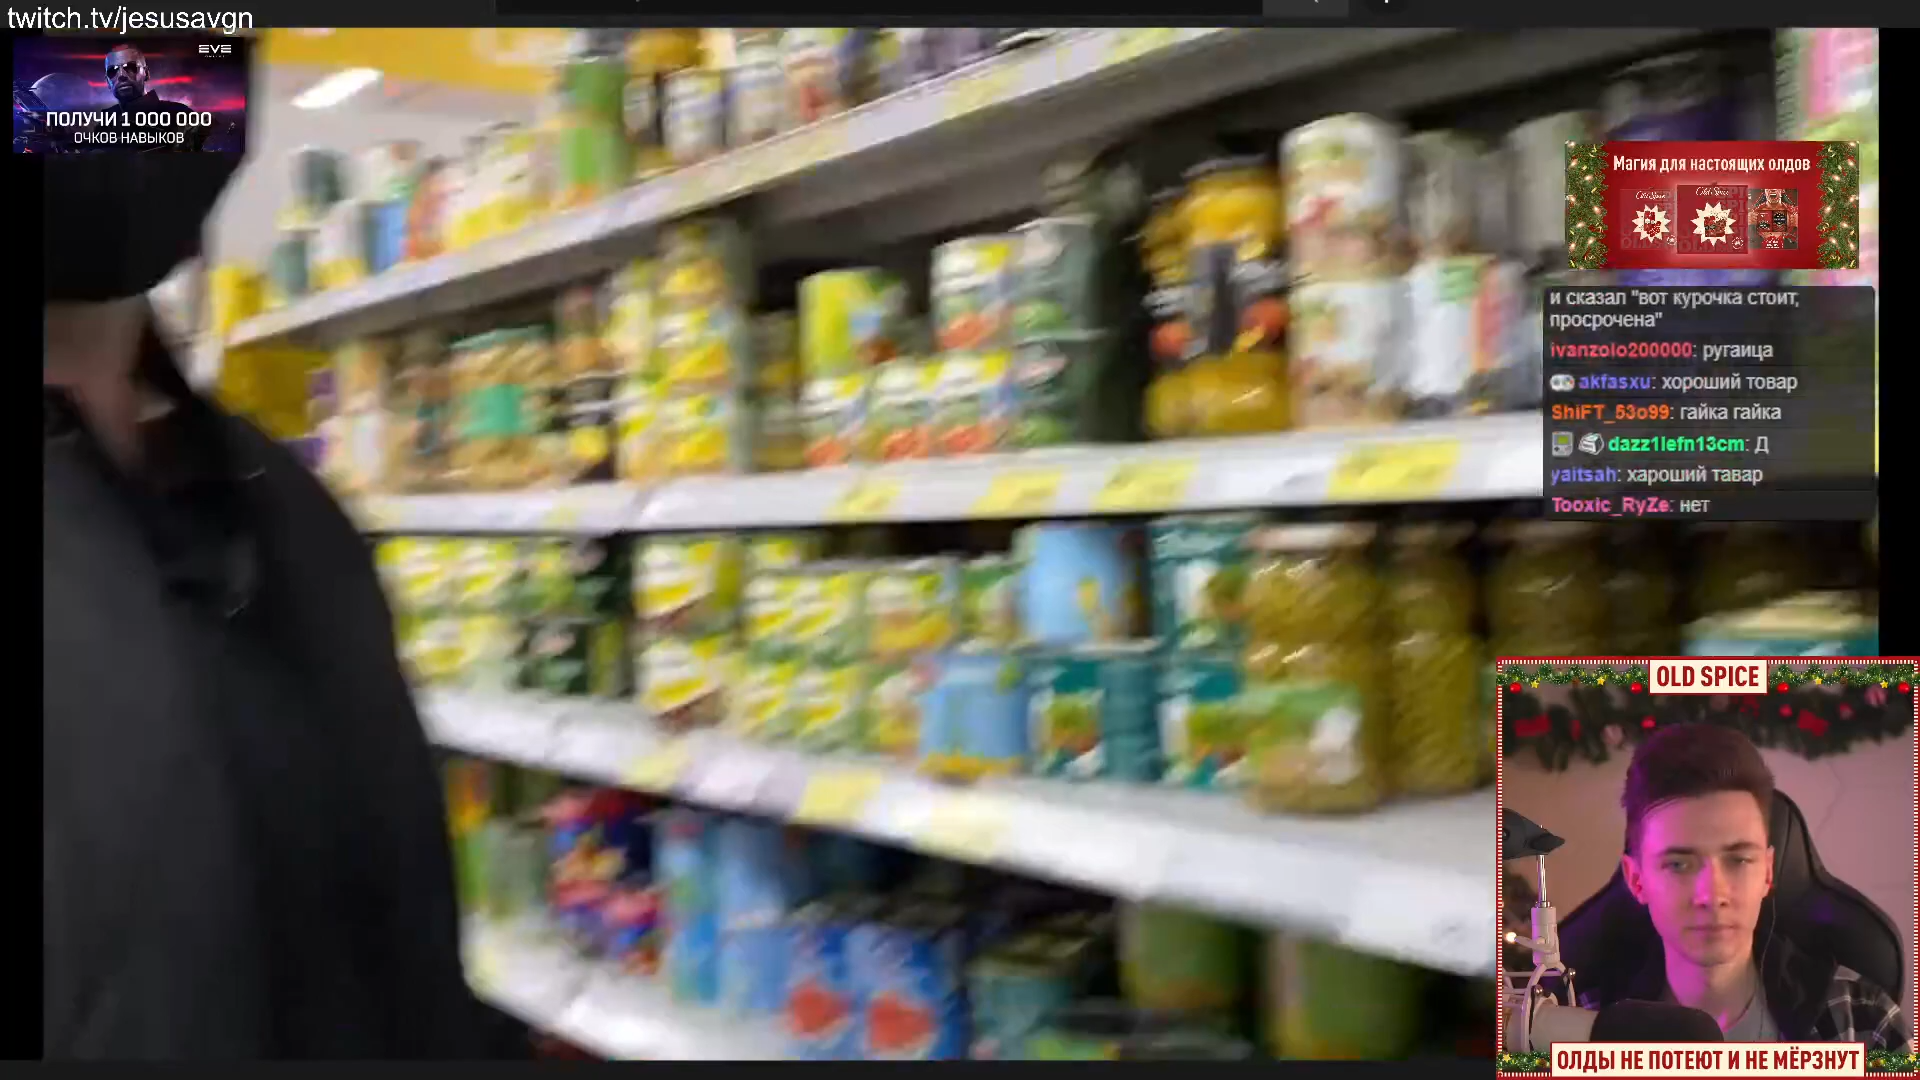 twitch.tv/jesusavgn
EVE
ПОЛУЧИ 1 000 000
ОЧКОВ НАВЫКОВ
Магия для настоящих олдов
и сказал "вот курочка стоит,
просрочена"
ivanzolo200000: ругаица
akfasxu: хороший товар
ShiFT_53o99: гайка гайка
dazz1lefn13cm: Д
yaitsah: хароший тавар
Tooxic_RyZe: нет
OLD SPICE
ОЛДЫ НЕ ПОТЕЮТ И НЕ МЁРЗНУТ